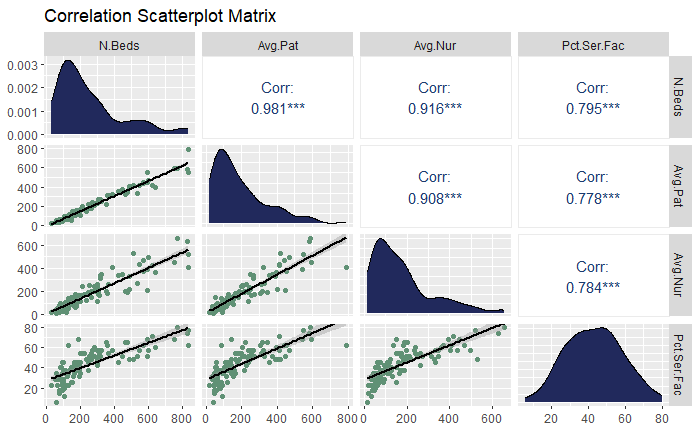 Correlation Scatterplot Matrix
N.Beds Avg.Pat Avg.Nur Pct.Ser.Fac
0.003
0.002
0.001
0.000
Corr:
0.981***
Corr:
0.916***
Corr:
0.795***
N.Beds
800
600
400
200
0
Corr:
0.908***
Corr:
0.778***
Avg.Pat
600
400
200
0
Corr:
0.784***
Avg.Nur
80
60
40
20
Pct.Ser.Fac
0 200 400 600 800 0 200 400 600 800 0 200 400 600 20 40 60 80